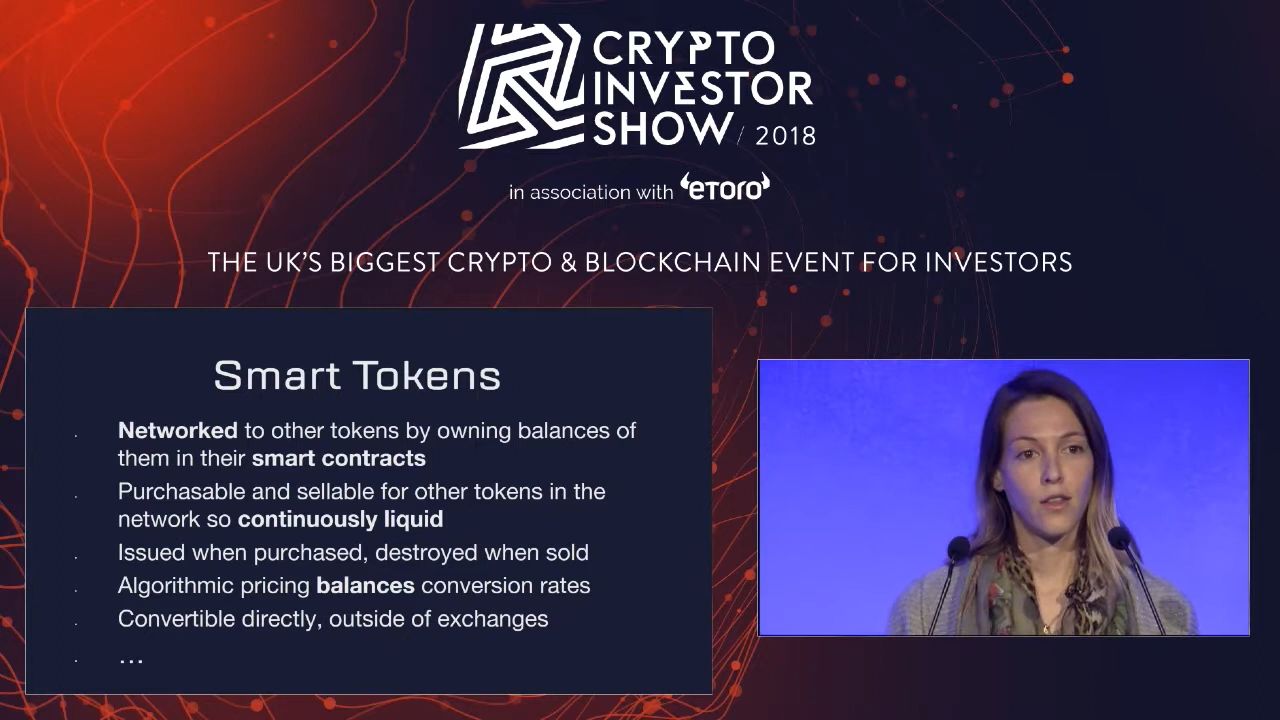 CRYPTO
INVESTOR
SHOW / 2018
in association with eToro
THE UK'S BIGGEST CRYPTO & BLOCKCHAIN EVENT FOR INVESTORS
Smart Tokens
. Networked to other tokens by owning balances of
them in their smart contracts
. Purchasable and sellable for other tokens in the
network so continuously liquid
. Issued when purchased, destroyed when sold
. Algorithmic pricing balances conversion rates
. Convertible directly, outside of exchanges
. ...